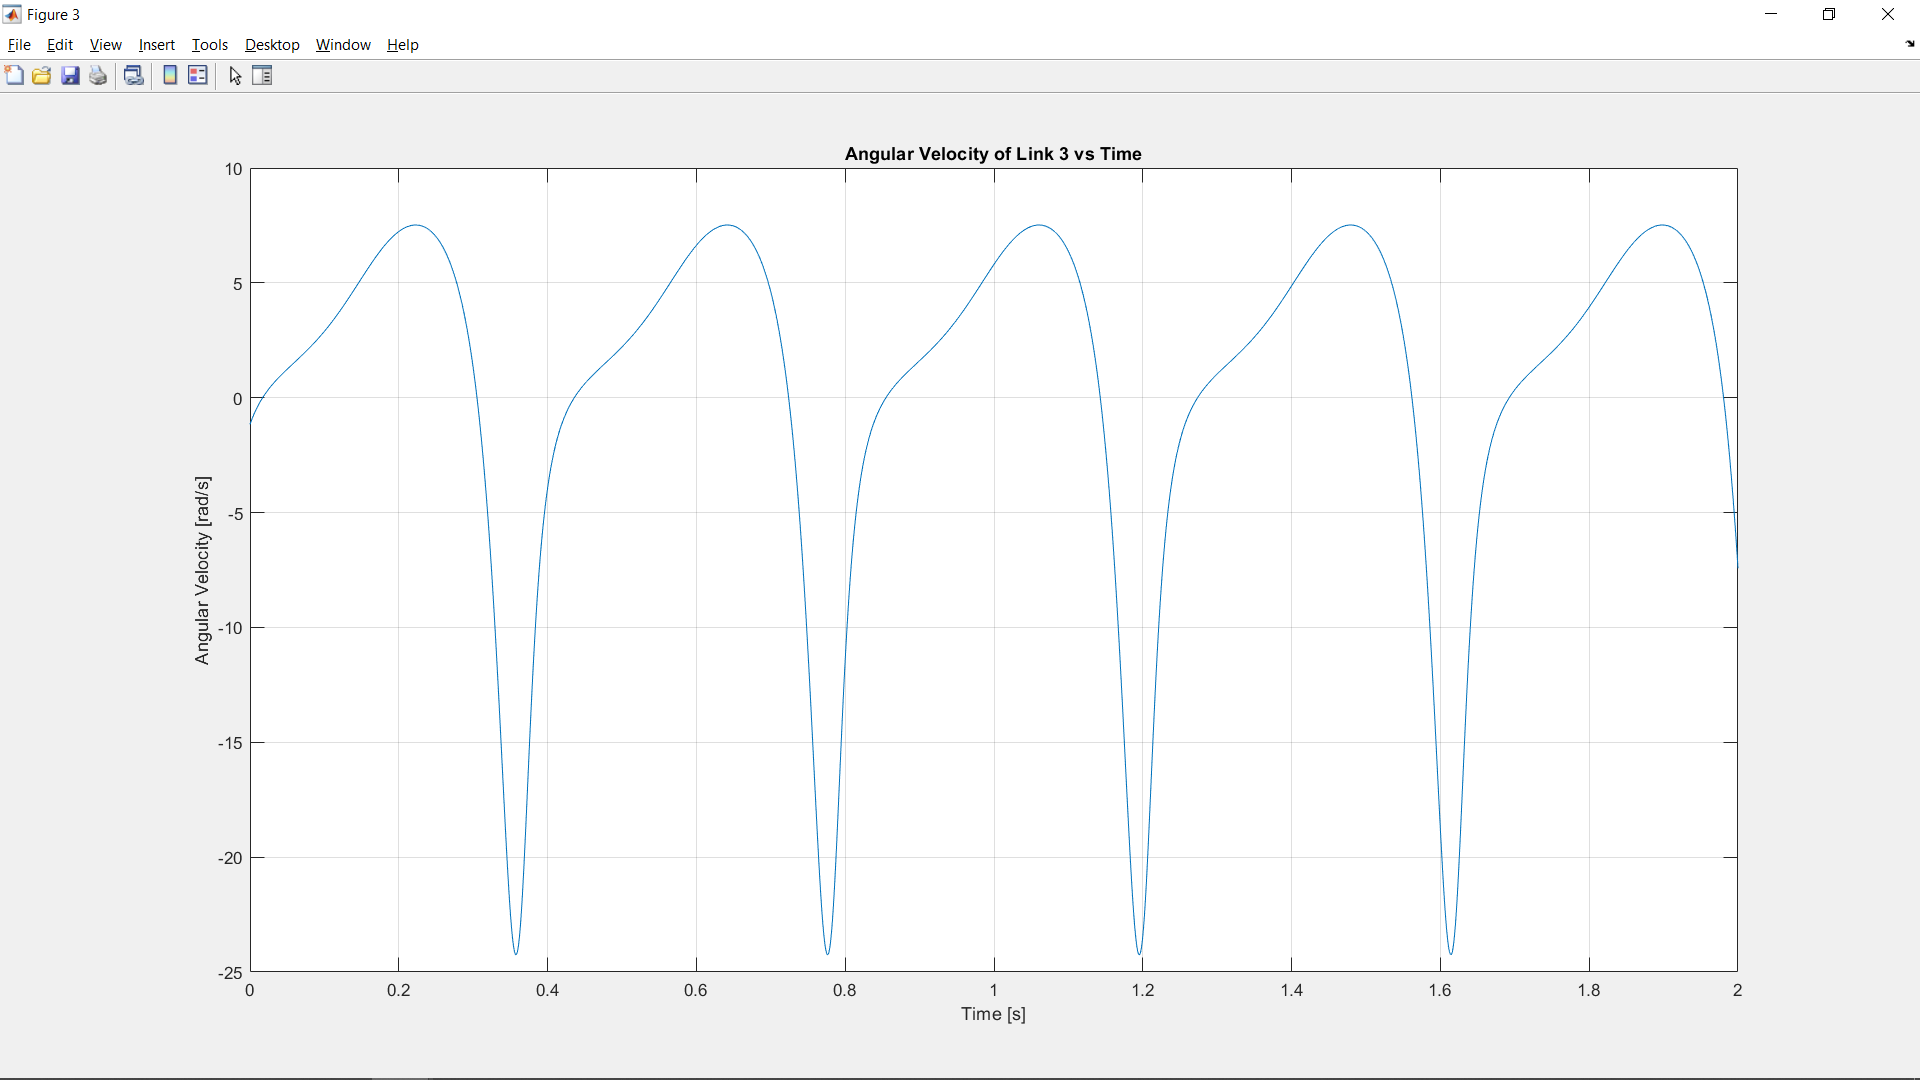 Figure 3
File Edit View Insert Tools Desktop Window Help
Angular Velocity of Link 3 vs Time
10
5
0
-5
-10
-15
-20
-25
Angular Velocity [rad/s]
0 0.2 0.4 0.6 0.8 1 1.2 1.4 1.6 1.8 2
Time [s]